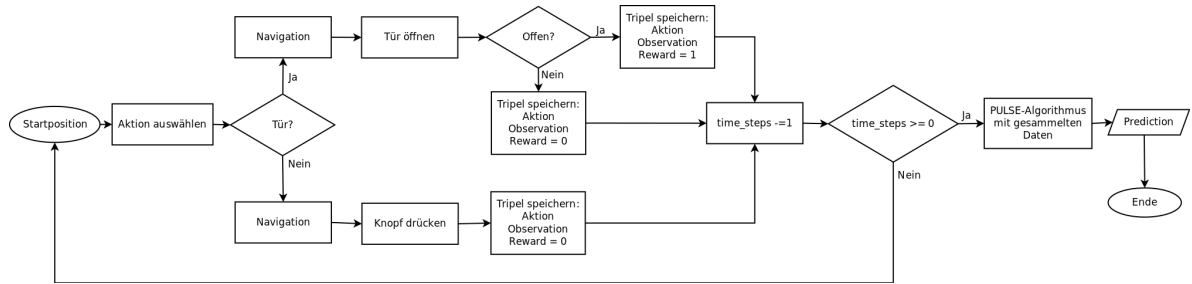 Startposition
Aktion auswählen
Tür?
Ja
Navigation
Tür öffnen
Offen?
Ja
Tripel speichern:
Aktion
Observation
Reward = 1
Nein
Tripel speichern:
Aktion
Observation
Reward = 0
Nein
Navigation
Knopf drücken
Tripel speichern:
Aktion
Observation
Reward = 0
time_steps -=1
time_steps >= 0
Ja
PULSE-Algorithmus
mit gesammelten
Daten
Prediction
Ende
Nein